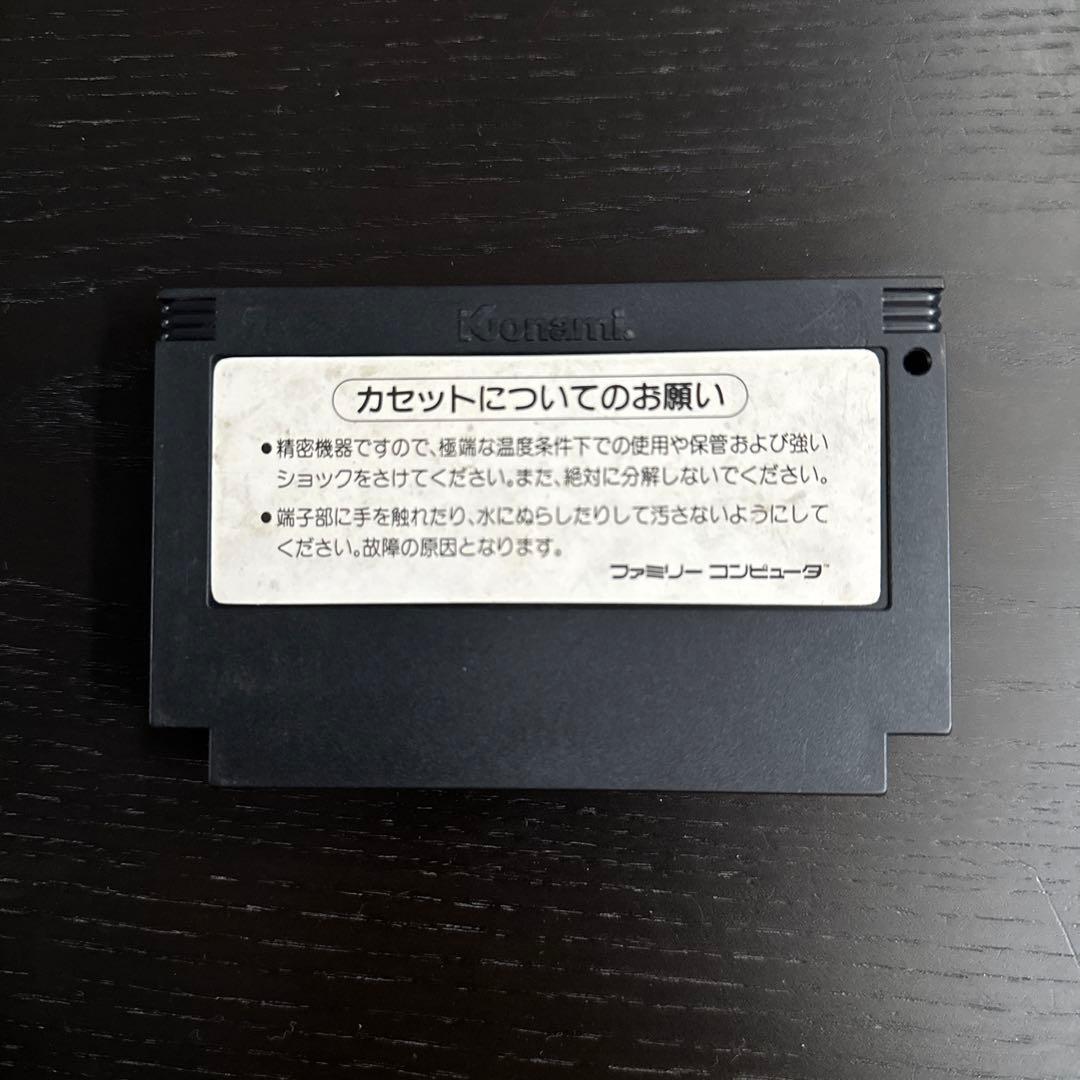 Konami
カセットについてのお願い
●精密機器ですので、極端な温度条件下での使用や保管および強い
ショックをさけてください。また、絶対に分解しないでください。
●端子部に手を触れたり、水にぬらしたりして汚さないようにして
ください。故障の原因となります。
ファミリーコンピュータ™